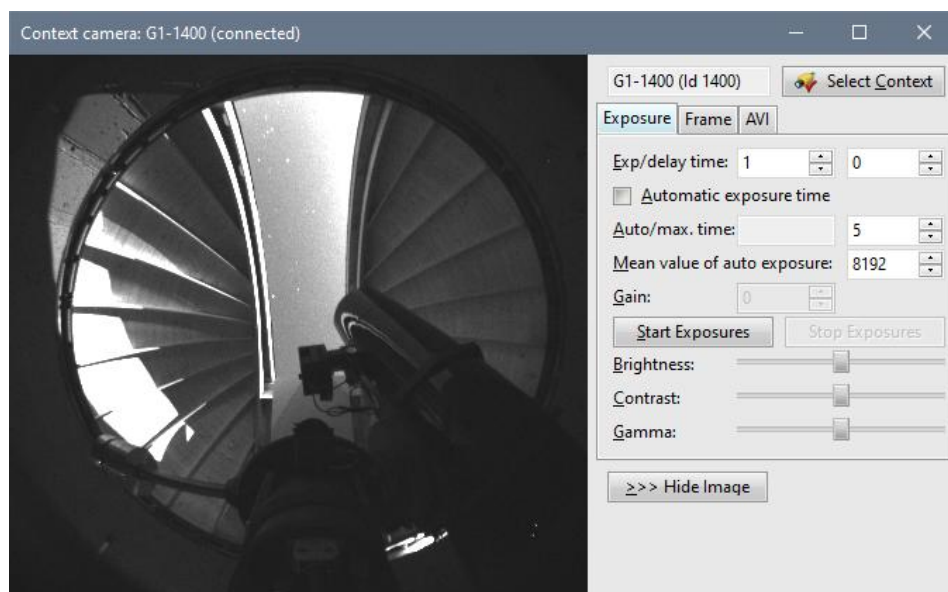 Context camera: G1-1400 (connected)
G1-1400 (Id 1400) Select Context
Exposure Frame AVI
Exp/delay time: 1 0
Automatic exposure time
Auto/max. time: 5
Mean value of auto exposure: 8192
Gain: 0
Start Exposures Stop Exposures
Brightness:
Contrast:
Gamma:
>>> Hide Image